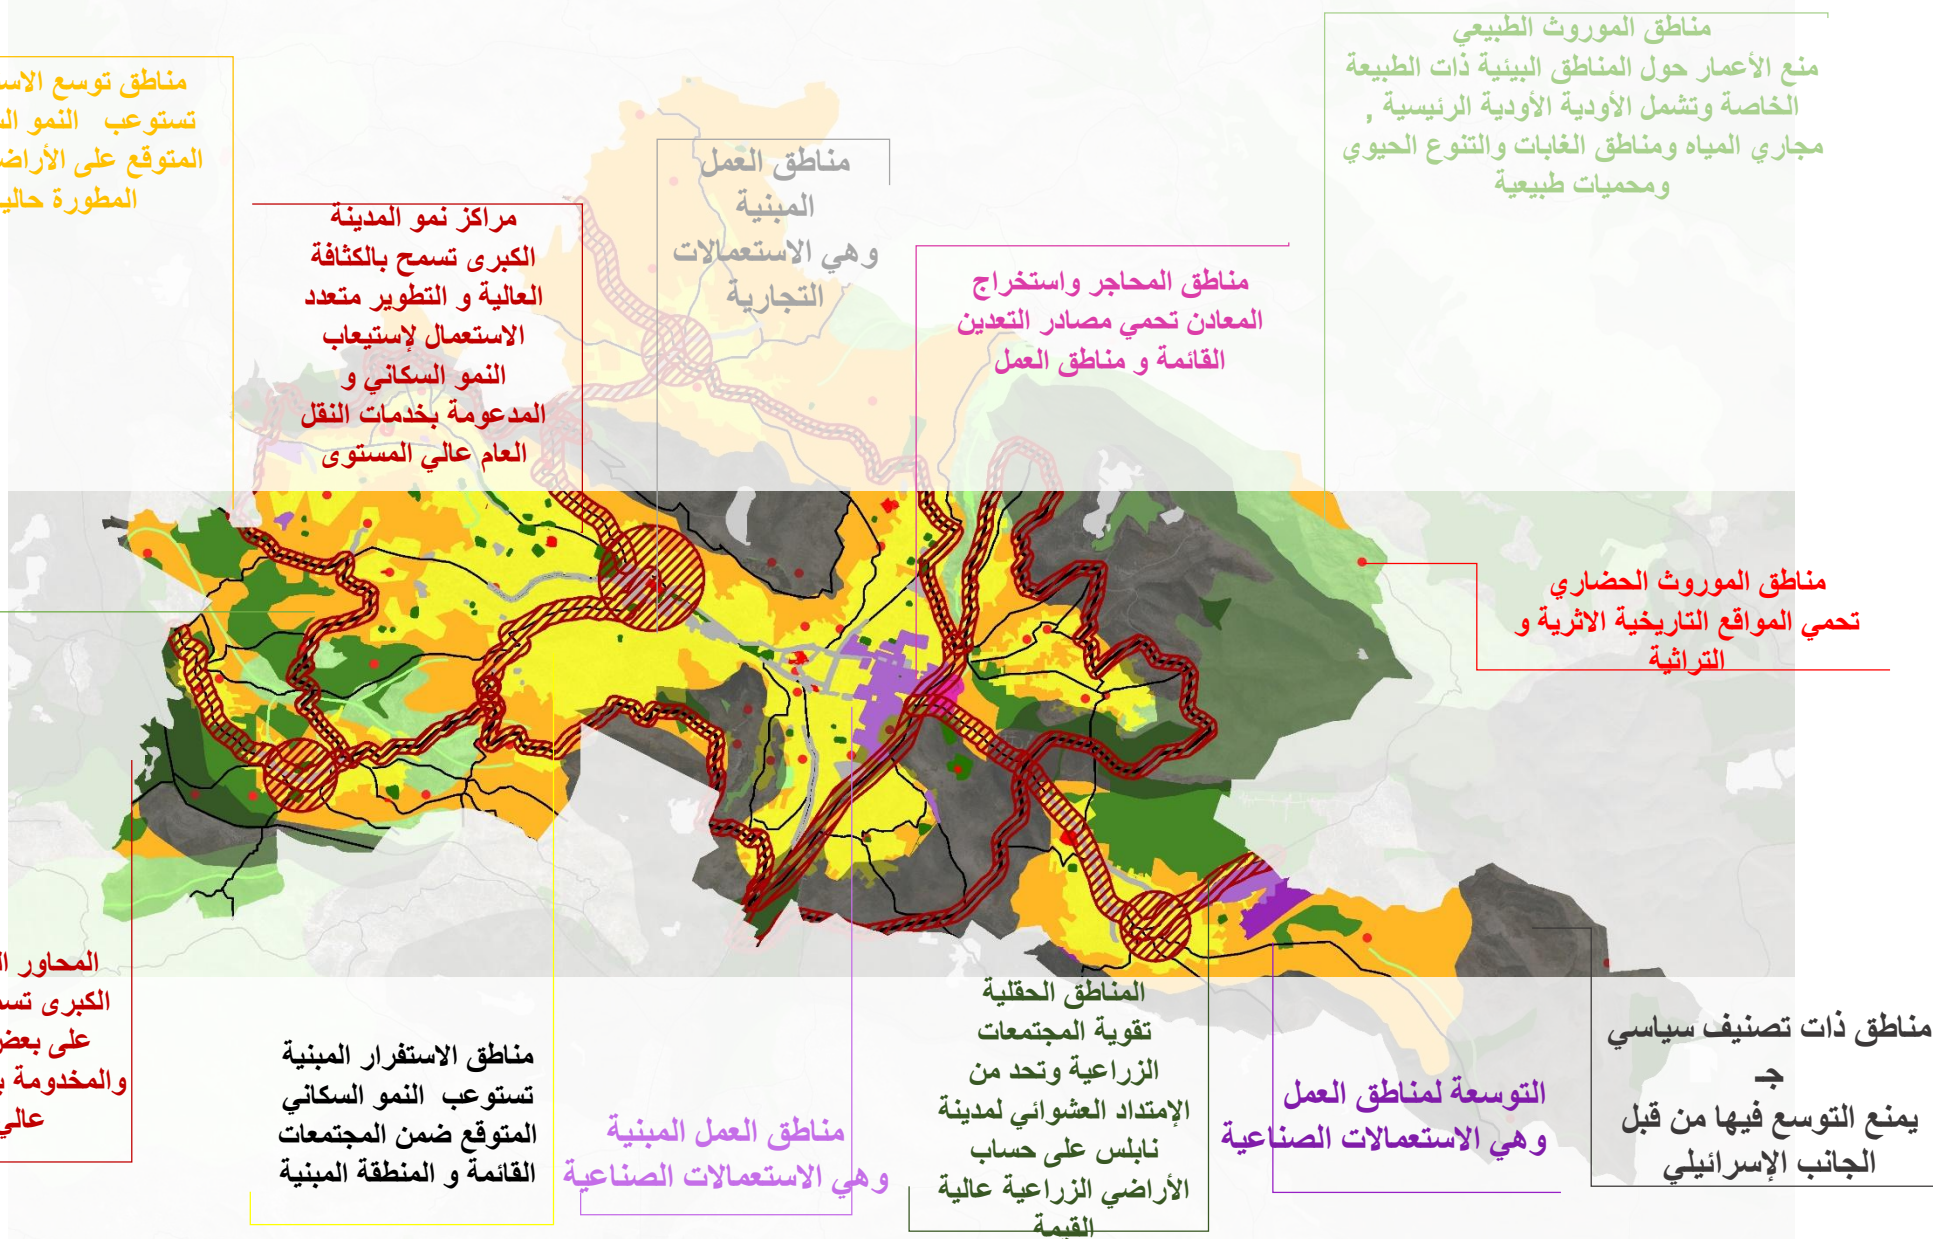 مناطق الموروث الطبيعي
منع الأعمار حول المناطق البيئية ذات الطبيعة
الخاصة وتشمل الأودية الأودية الرئيسية ,
مجاري المياه ومناطق الغابات والتنوع الحيوي
ومحميات طبيعية
مناطق توسع
تستوعب النمو
المتوقع على
المطورة
مناطق العمل
المبنية
وهي الاستعمالات
التجارية
مراكز نمو المدينة
الكبرى تسمح بالكثافة
العالية و التطوير متعدد
الاستعمال لإستيعاب
النمو السكاني و
المدعومة بخدمات النقل
العام عالي المستوى
مناطق المحاجر واستخراج
المعادن تحمي مصادر التعدين
القائمة و مناطق العمل
مناطق الموروث الحضاري
تحمي المواقع التاريخية الاثرية و
التراثية
المحاور
الكبرى
على
والمخدومة
مناطق الاستفرار المبنية
تستوعب النمو السكاني
المتوقع ضمن المجتمعات
القائمة و المنطقة المبنية
مناطق العمل المبنية
وهي الاستعمالات الصناعية
المناطق الحقلية
تقوية المجتمعات
الزراعية وتحد من
الإمتداد العشوائي لمدينة
نابلس على حساب
الأراضي الزراعية عالية
القيمة
التوسعة لمناطق العمل
وهي الاستعمالات الصناعية
مناطق ذات تصنيف سياسي
جـ
يمنع التوسع فيها من قبل
الجانب الإسرائيلي